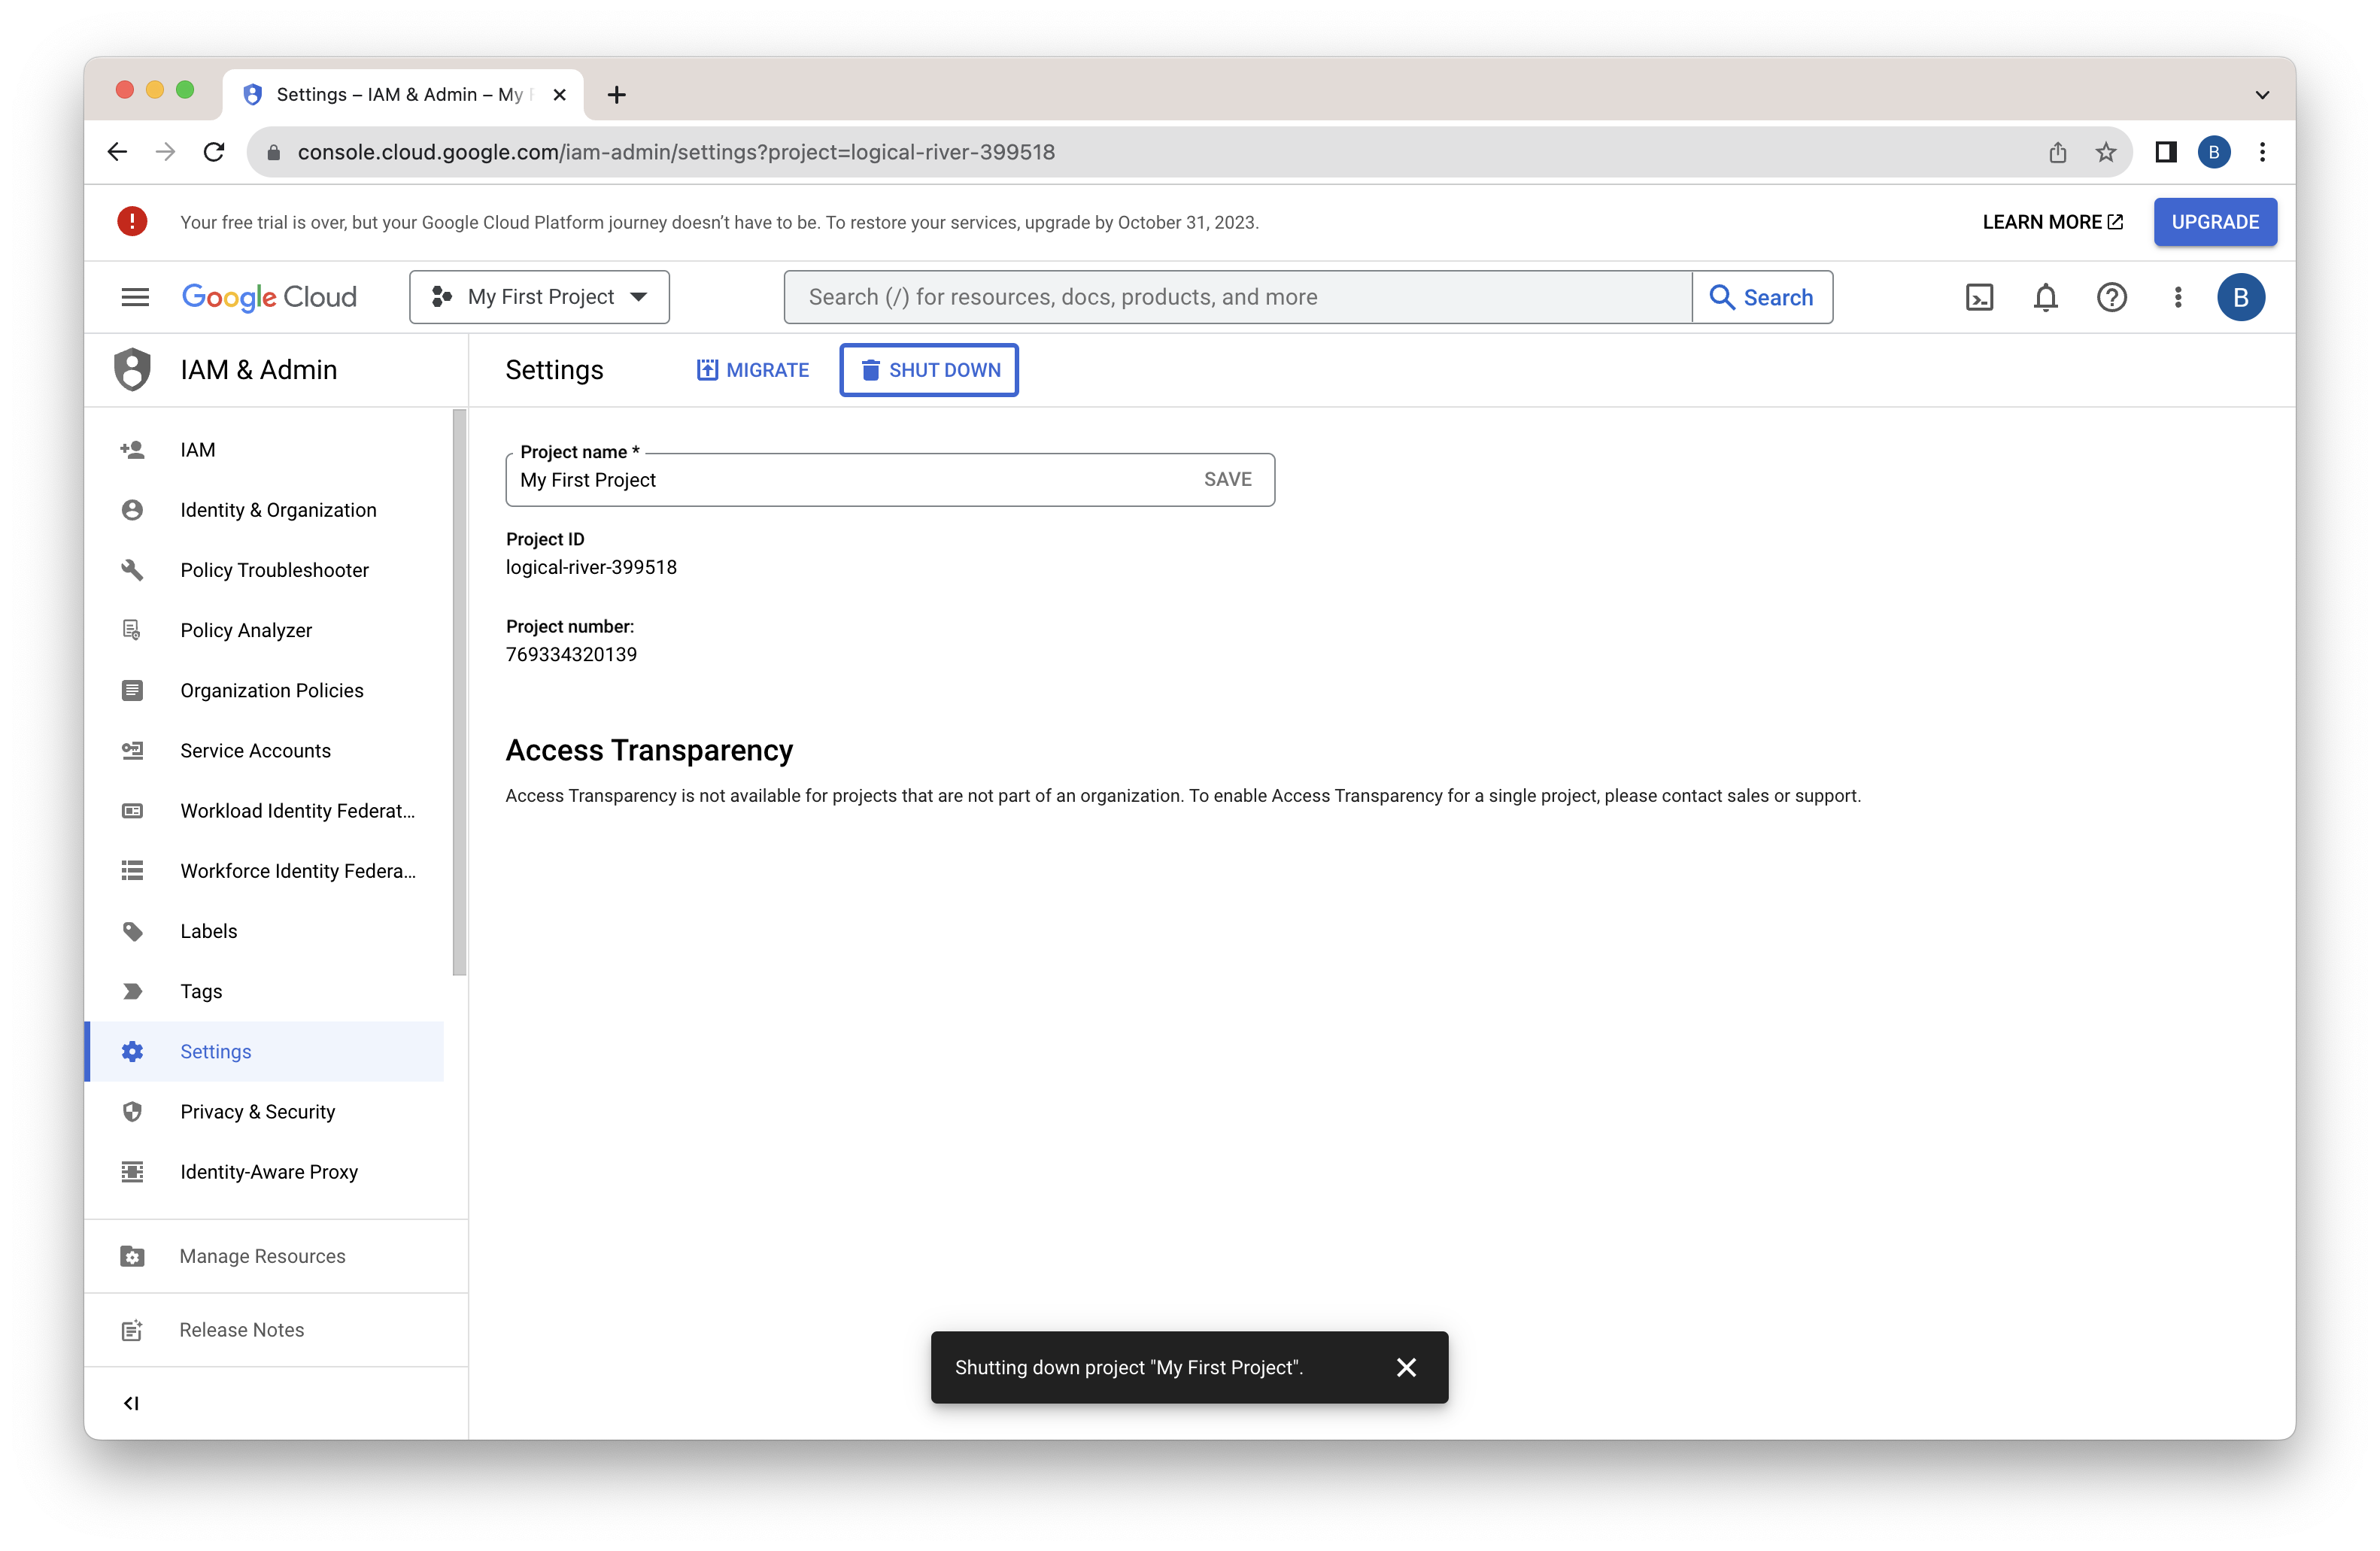 Settings – IAM & Admin – My
console.cloud.google.com/iam-admin/settings?project=logical-river-399518
B
Your free trial is over, but your Google Cloud Platform journey doesn’t have to be. To restore your services, upgrade by October 31, 2023.
LEARN MORE
UPGRADE
Google Cloud
My First Project
Search (/) for resources, docs, products, and more
Search
B
IAM & Admin
IAM
Identity & Organization
Policy Troubleshooter
Policy Analyzer
Organization Policies
Service Accounts
Workload Identity Federat...
Workforce Identity Federa...
Labels
Tags
Settings
Privacy & Security
Identity-Aware Proxy
Manage Resources
Release Notes
Settings
MIGRATE
SHUT DOWN
Project name *
My First Project
SAVE
Project ID
logical-river-399518
Project number:
769334320139
Access Transparency
Access Transparency is not available for projects that are not part of an organization. To enable Access Transparency for a single project, please contact sales or support.
Shutting down project "My First Project".